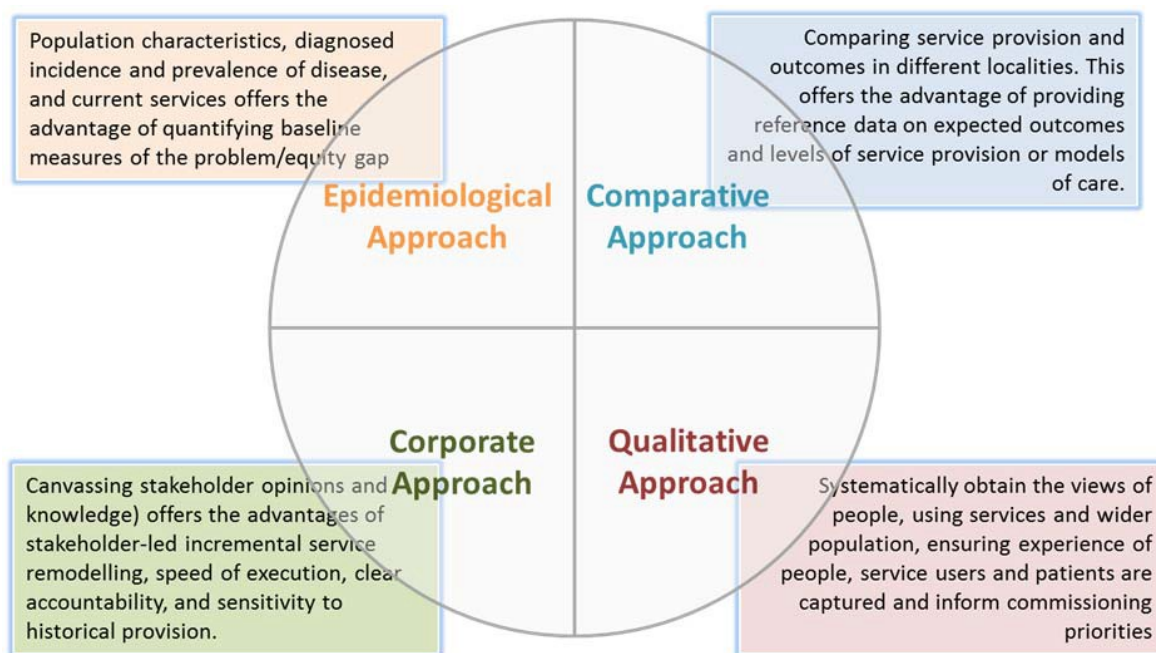 Population characteristics, diagnosed
incidence and prevalence of disease,
and current services offers the
advantage of quantifying baseline
measures of the problem/equity gap
Comparing service provision and
outcomes in different localities. This
offers the advantage of providing
reference data on expected outcomes
and levels of service provision or models
of care.
Epidemiological
Approach
Comparative
Approach
Corporate
Approach
Qualitative
Approach
Canvassing stakeholder opinions and
knowledge) offers the advantages of
stakeholder-led incremental service
remodelling, speed of execution, clear
accountability, and sensitivity to
historical provision.
Systematically obtain the views of
people, using services and wider
population, ensuring experience of
people, service users and patients are
captured and inform commissioning
priorities